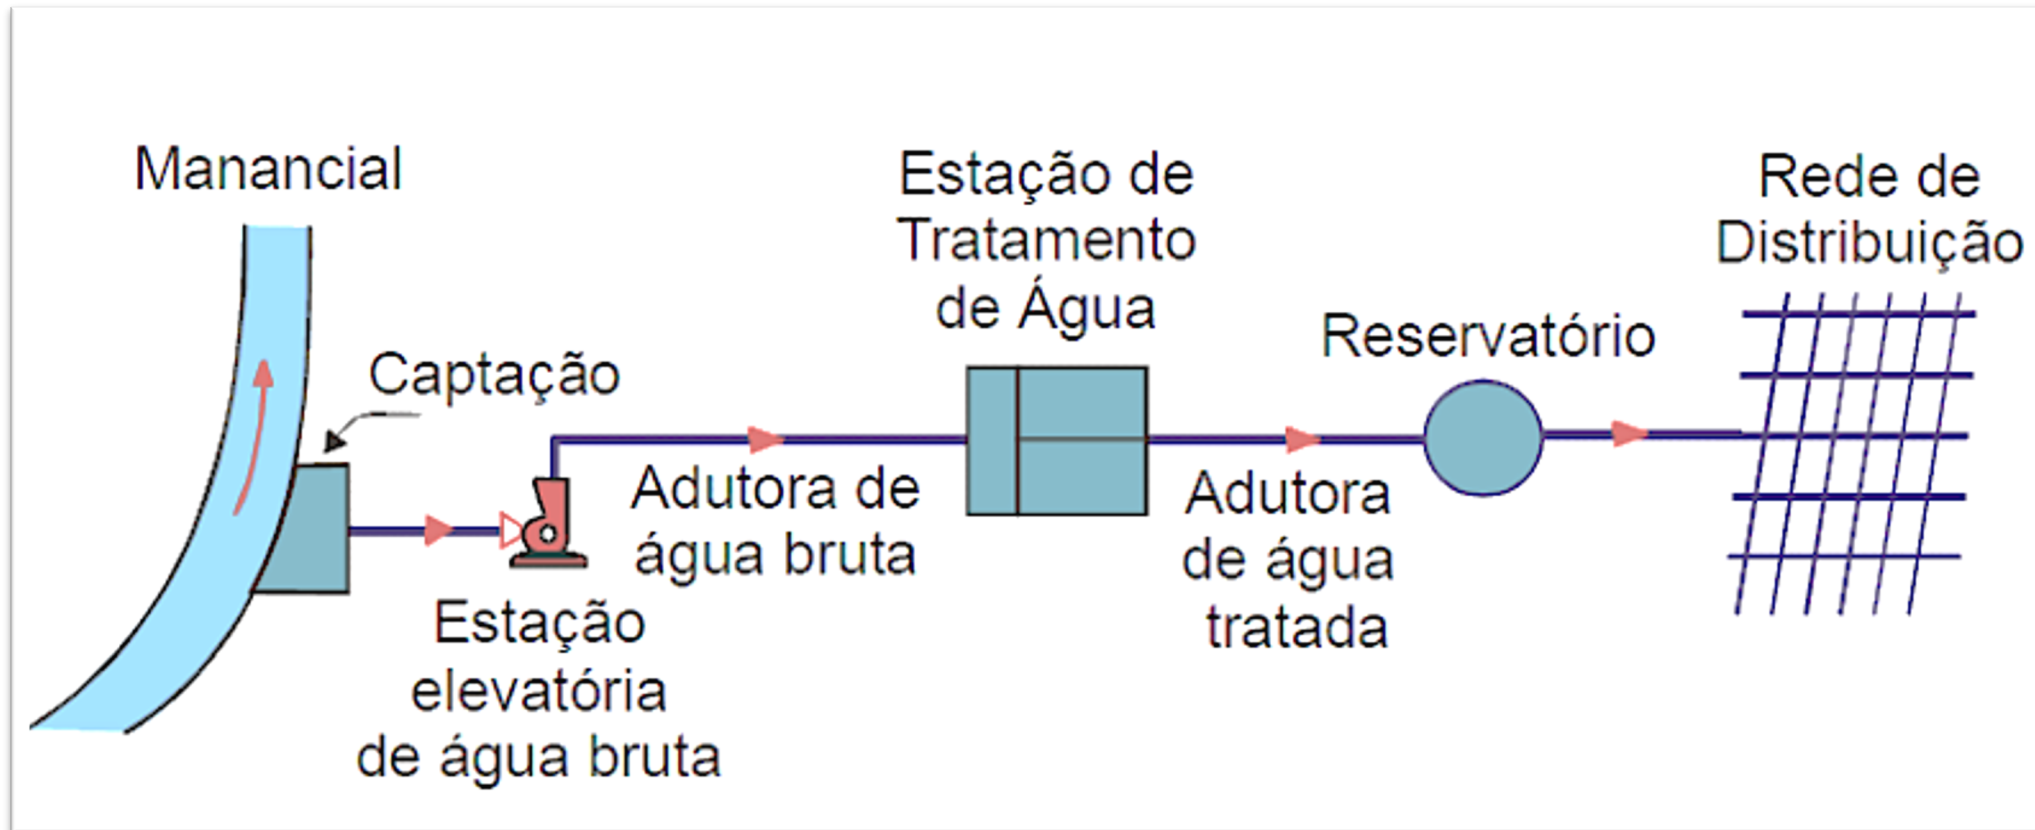 Manancial
Captação
Estação
elevatória
de água bruta
Adutora de
água bruta
Estação de
Tratamento
de Água
Adutora
de água
tratada
Reservatório
Rede de
Distribuição